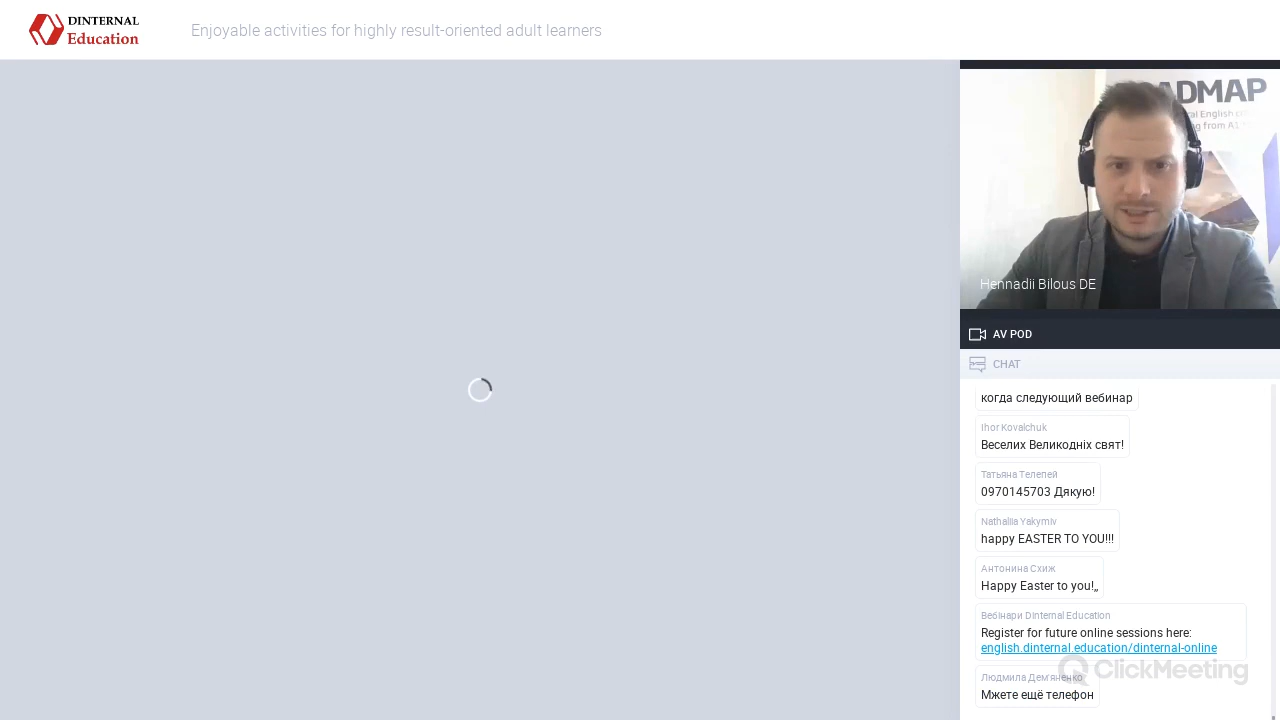 DINTERNAL
Education
Enjoyable activities for highly result-oriented adult learners
ROADMAP
Hennadii Bilous DE
AV POD
CHAT
когда следующий вебинар
Ihor Kovalchuk
Веселих Великодніх свят!
Татьяна Телепей
0970145703 Дякую!
Nathaliia Yakymiv
happy EASTER TO YOU!!!
Антонина Схиж
Happy Easter to you!,,
Вебінари Dinternal Education
Register for future online sessions here:
english.dinternal.education/dinternal-online
ClickMeeting
Людмила Дем'яненко
Мжете ещё телефон